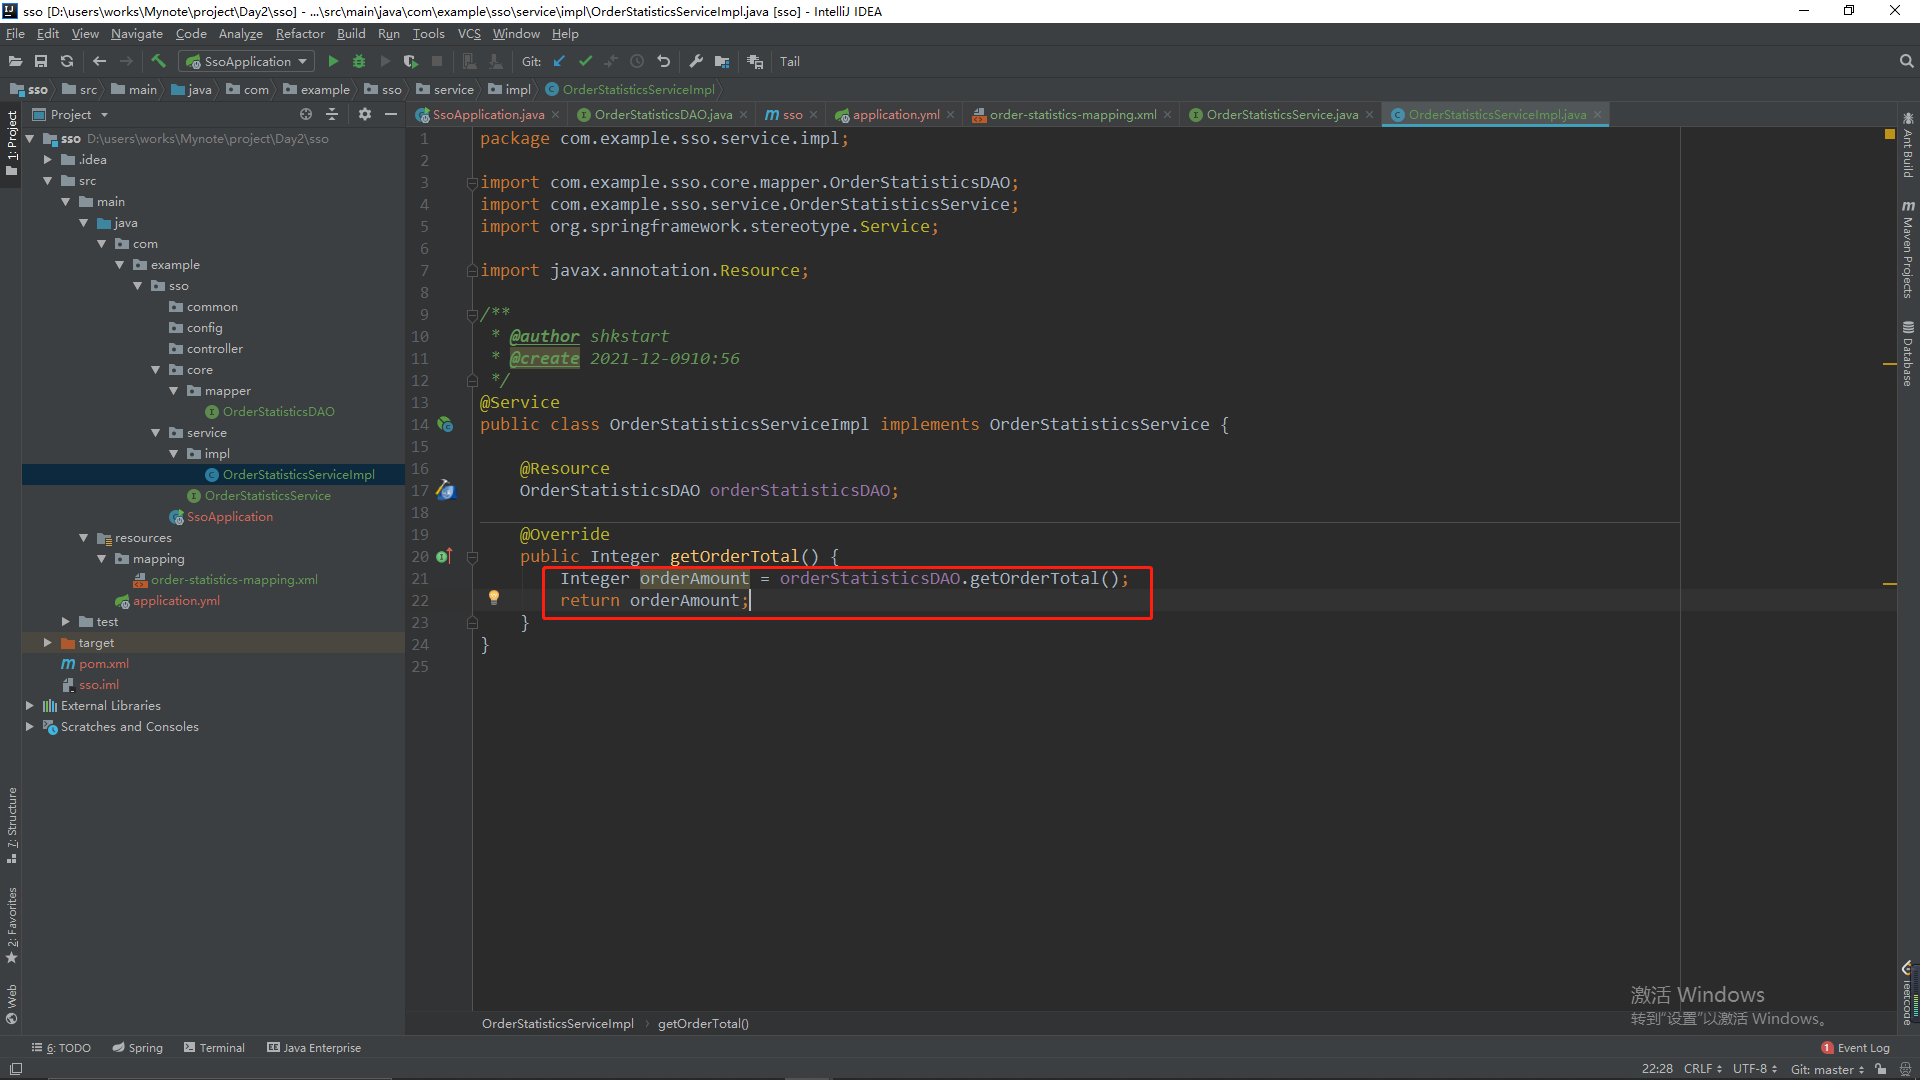 sso [D:\users\works\Mynote\project\Day2\sso] - ...\src\main\java\com\example\sso\service\impl\OrderStatisticsServiceImpl.java [sso] - IntelliJ IDEA
File Edit View Navigate Code Analyze Refactor Build Run Tools VCS Window Help
SsoApplication Git: Tail
sso src main java com example sso service impl OrderStatisticsServiceImpl
Project
SsoApplication.java OrderStatisticsDAO.java sso application.yml order-statistics-mapping.xml OrderStatisticsService.java OrderStatisticsServiceImpl.java
1: Project
7: Structure
2: Favorites
Web
sso D:\users\works\Mynote\project\Day2\sso
.idea
src
main
java
com
example
sso
common
config
controller
core
mapper
OrderStatisticsDAO
service
impl
OrderStatisticsServiceImpl
OrderStatisticsService
SsoApplication
resources
mapping
order-statistics-mapping.xml
application.yml
test
target
pom.xml
sso.iml
External Libraries
Scratches and Consoles
1 package com.example.sso.service.impl;
2
3 import com.example.sso.core.mapper.OrderStatisticsDAO;
4 import com.example.sso.service.OrderStatisticsService;
5 import org.springframework.stereotype.Service;
6
7 import javax.annotation.Resource;
8
9 /**
10 * @author shkstart
11 * @create 2021-12-0910:56
12 */
13 @Service
14 public class OrderStatisticsServiceImpl implements OrderStatisticsService {
15
16 @Resource
17 OrderStatisticsDAO orderStatisticsDAO;
18
19 @Override
20 public Integer getOrderTotal() {
21 Integer orderAmount = orderStatisticsDAO.getOrderTotal();
22 return orderAmount;
23 }
24 }
25
Ant Build
Maven Projects
Database
leetcode
激活 Windows
转到"设置"以激活 Windows。
OrderStatisticsServiceImpl getOrderTotal()
6: TODO Spring Terminal Java Enterprise 1 Event Log
22:28 CRLF UTF-8 Git: master